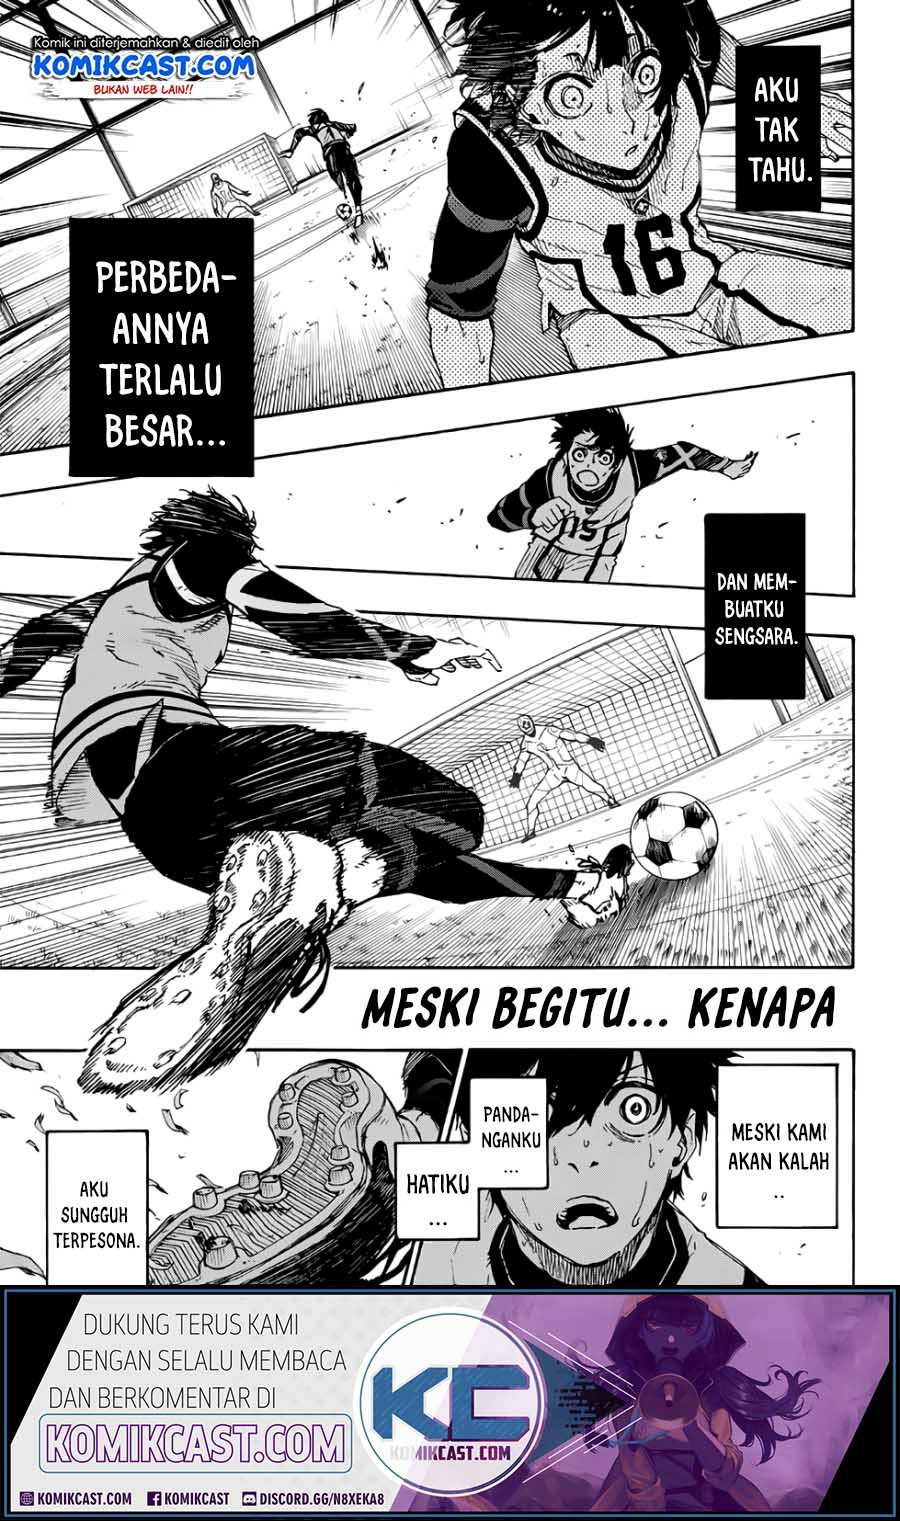 Komik ini diterjemahkan & diedit oleh
KOMIKCAST.COM
BUKAN WEB LAIN!!
AKU
TAK
TAHU.
16
PERBEDA-
ANNYA
TERLALU
BESAR...
15
DAN MEM-
BUATKU
SENGSARA.
MESKI BEGITU... KENAPA
MESKI KAMI
AKAN KALAH
..
PANDA-
NGANKU
...
HATIKU
...
AKU
SUNGGUH
TERPESONA.
DUKUNG TERUS KAMI
DENGAN SELALU MEMBACA
DAN BERKOMENTAR DI
KOMIKCAST.COM
KOMIKCAST.COM
KOMIKCAST
DISCORD.GG/N8XEKA8
KC
KOMIKCAST.COM